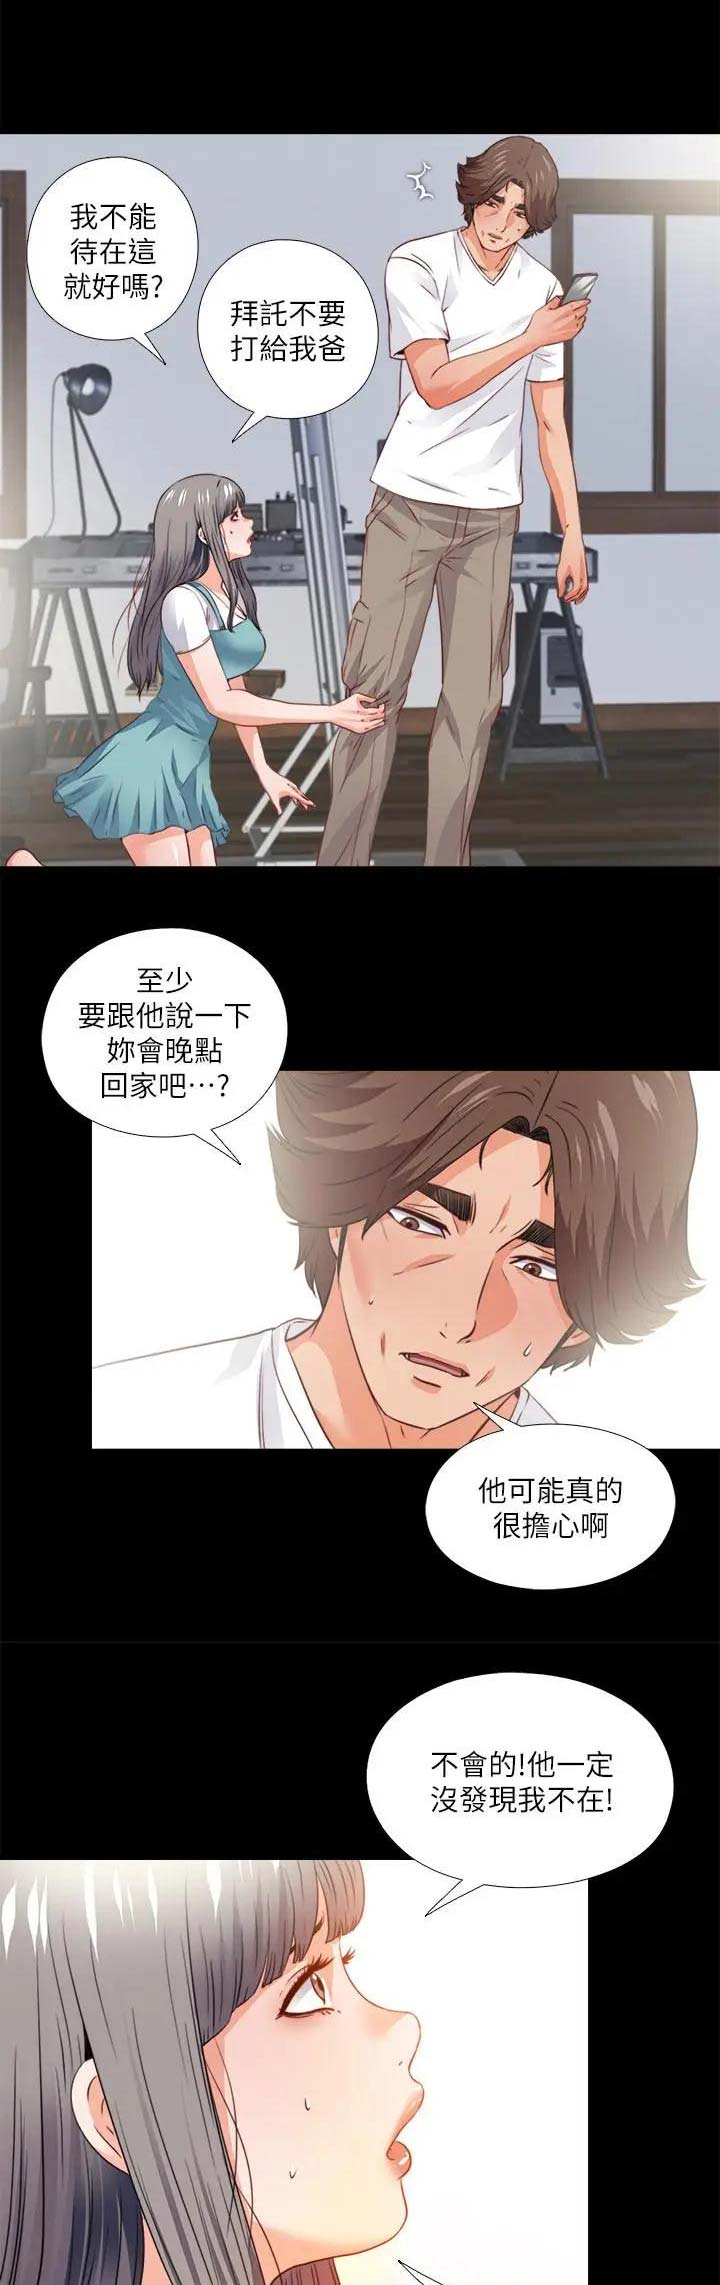 我不能
待在這
就好嗎?
拜託不要
打給我爸
至少
要跟他說一下
妳會晚點
回家吧…?
他可能真的
很擔心啊
不會的!他一定
沒發現我不在!